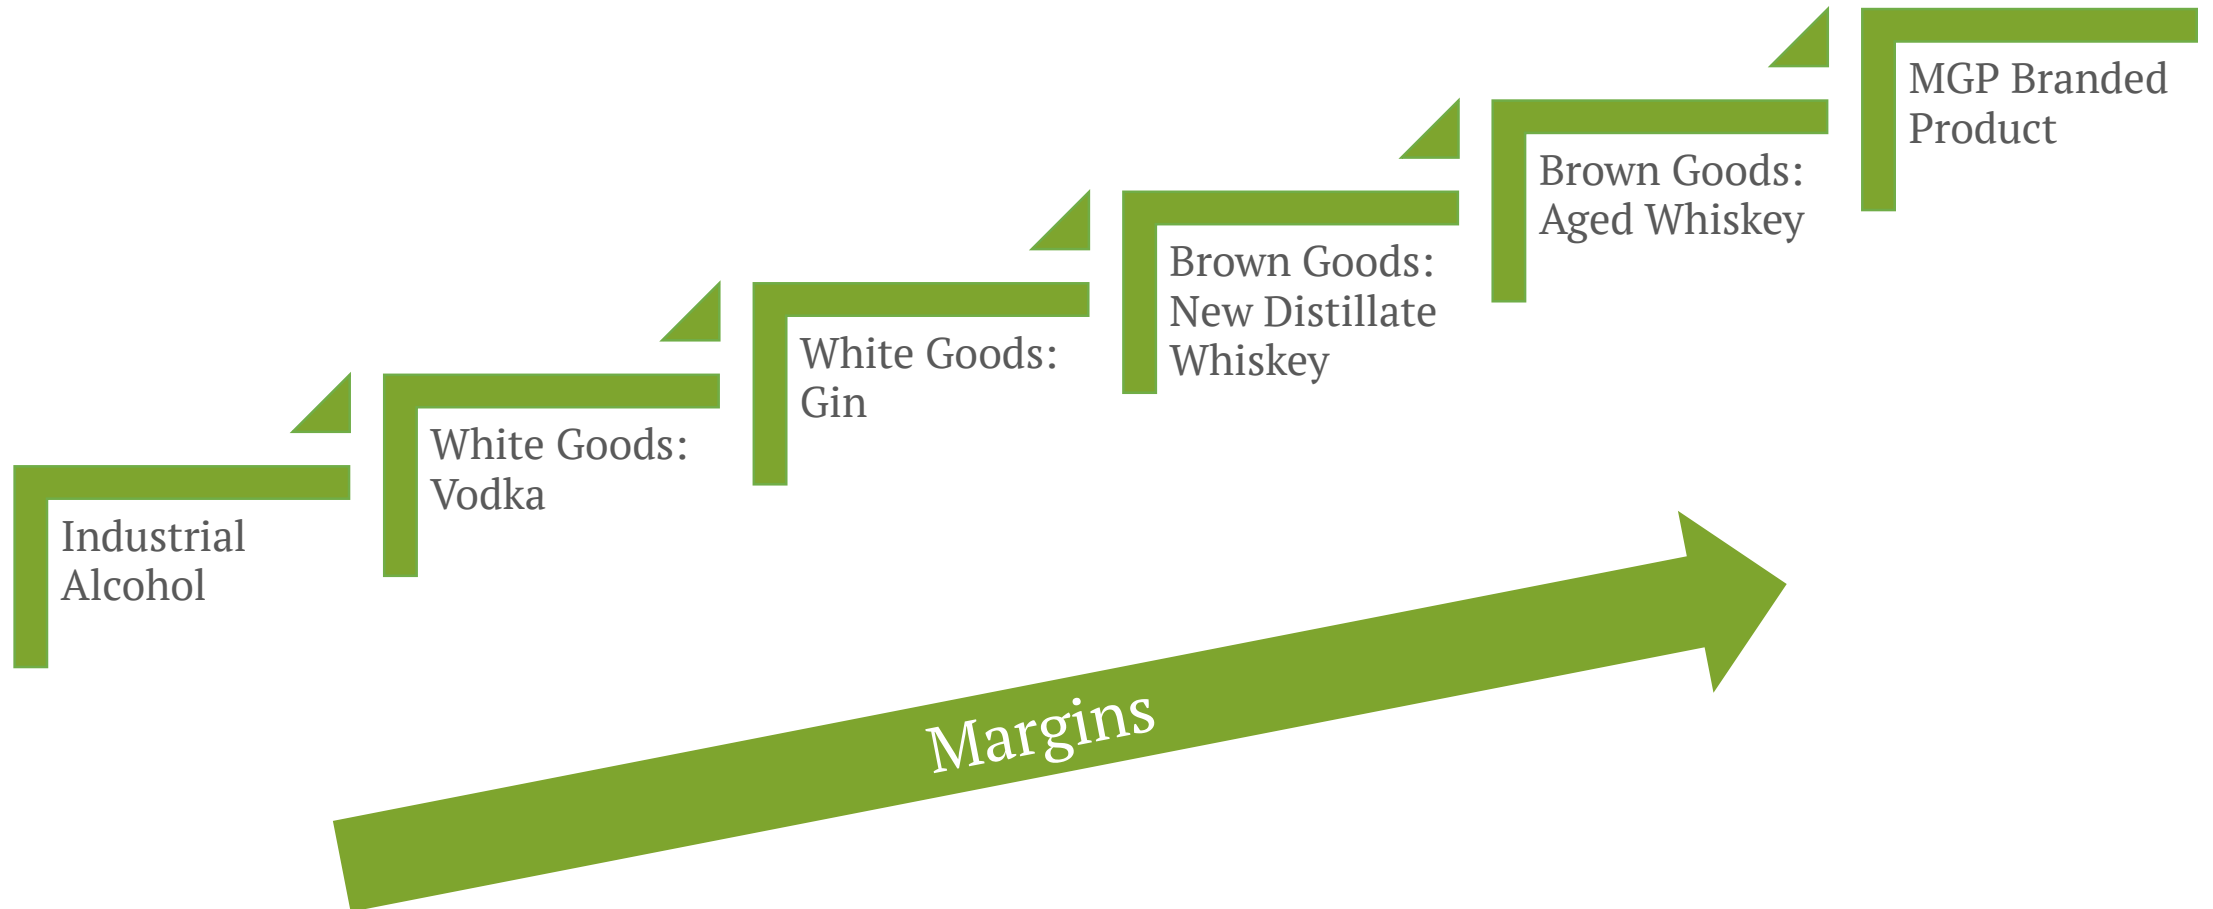 Industrial
Alcohol
White Goods:
Vodka
White Goods:
Gin
Brown Goods:
New Distillate
Whiskey
Brown Goods:
Aged Whiskey
MGP Branded
Product
Margins